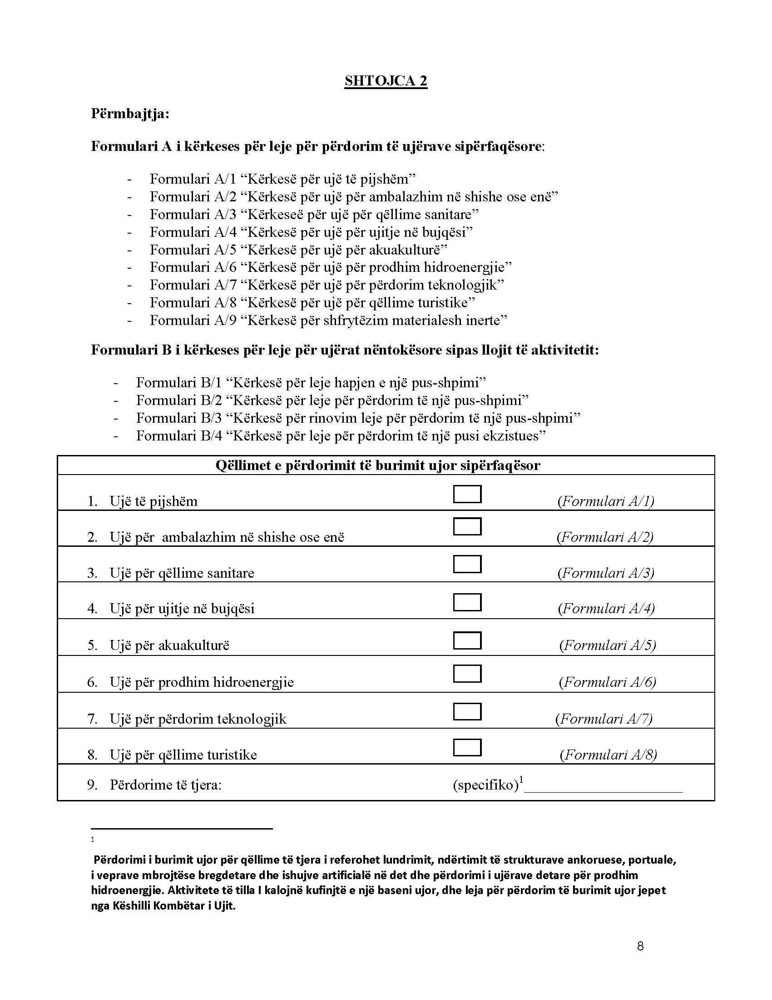 SHTOJCA 2
Përmbajtja:
Formulari A i kërkeses për leje për përdorim të ujërave sipërfaqësore:
- Formulari A/1 “Kërkesë për ujë të pijshëm”
- Formulari A/2 “Kërkesë për ujë për ambalazhim në shishe ose enë”
- Formulari A/3 “Kërkeseë për ujë për qëllime sanitare”
- Formulari A/4 “Kërkesë për ujë për ujitje në bujqësi”
- Formulari A/5 “Kërkesë për ujë për akuakulturë”
- Formulari A/6 “Kërkesë për ujë për prodhim hidroenergjie”
- Formulari A/7 “Kërkesë për ujë për përdorim teknologjik”
- Formulari A/8 “Kërkesë për ujë për qëllime turistike”
- Formulari A/9 “Kërkesë për shfrytëzim materialesh inerte”
Formulari B i kërkeses për leje për ujërat nëntokësore sipas llojit të aktivitetit:
- Formulari B/1 “Kërkesë për leje hapjen e një pus-shpimi”
- Formulari B/2 “Kërkesë për leje për përdorim të një pus-shpimi”
- Formulari B/3 “Kërkesë për rinovim leje për përdorim të një pus-shpimi”
- Formulari B/4 “Kërkesë për leje për përdorim të një pusi ekzistues”
Qëllimet e përdorimit të burimit ujor sipërfaqësor
1. Ujë të pijshëm (Formulari A/1)
2. Ujë për ambalazhim në shishe ose enë (Formulari A/2)
3. Ujë për qëllime sanitare (Formulari A/3)
4. Ujë për ujitje në bujqësi (Formulari A/4)
5. Ujë për akuakulturë (Formulari A/5)
6. Ujë për prodhim hidroenergjie (Formulari A/6)
7. Ujë për përdorim teknologjik (Formulari A/7)
8. Ujë për qëllime turistike (Formulari A/8)
9. Përdorime të tjera: (specifiko)1_____________________
1
Përdorimi i burimit ujor për qëllime të tjera i referohet lundrimit, ndërtimit të strukturave ankoruese, portuale,
i veprave mbrojtëse bregdetare dhe ishujve artificialë në det dhe përdorimi i ujërave detare për prodhim
hidroenergjie. Aktivitete të tilla I kalojnë kufinjtë e një baseni ujor, dhe leja për përdorim të burimit ujor jepet
nga Këshilli Kombëtar i Ujit.
8